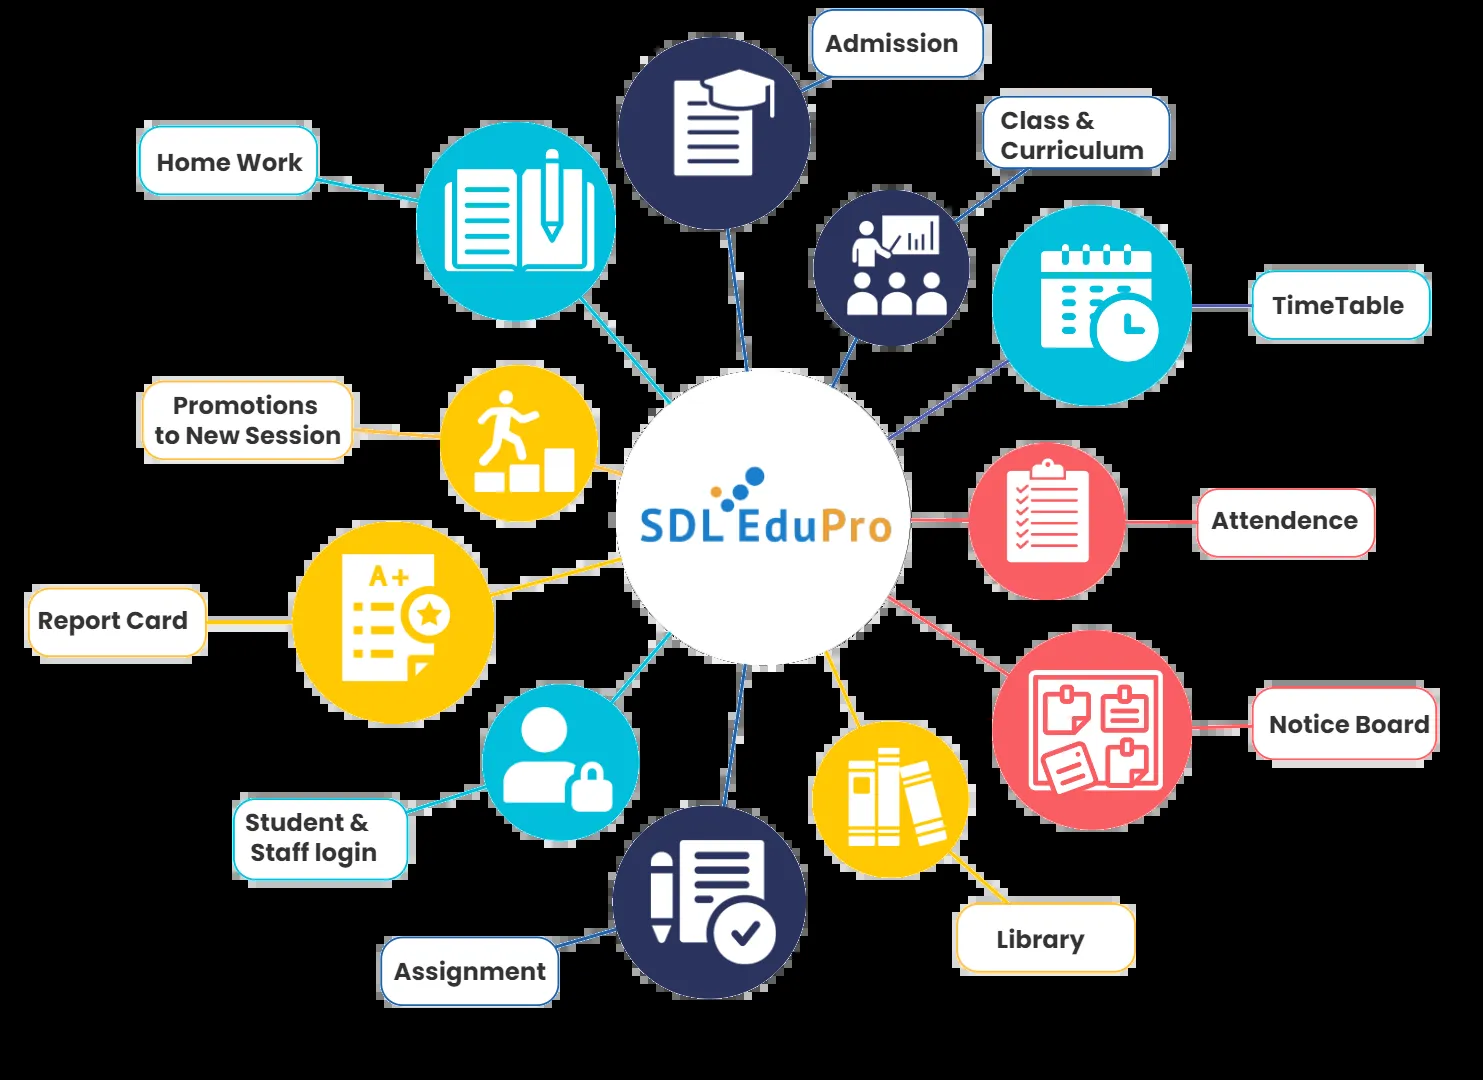 Admission
Class &
Curriculum
Home Work
TimeTable
Promotions
to New Session
SDL EduPro
Attendence
A+
Report Card
Notice Board
Student &
Staff login
Library
Assignment